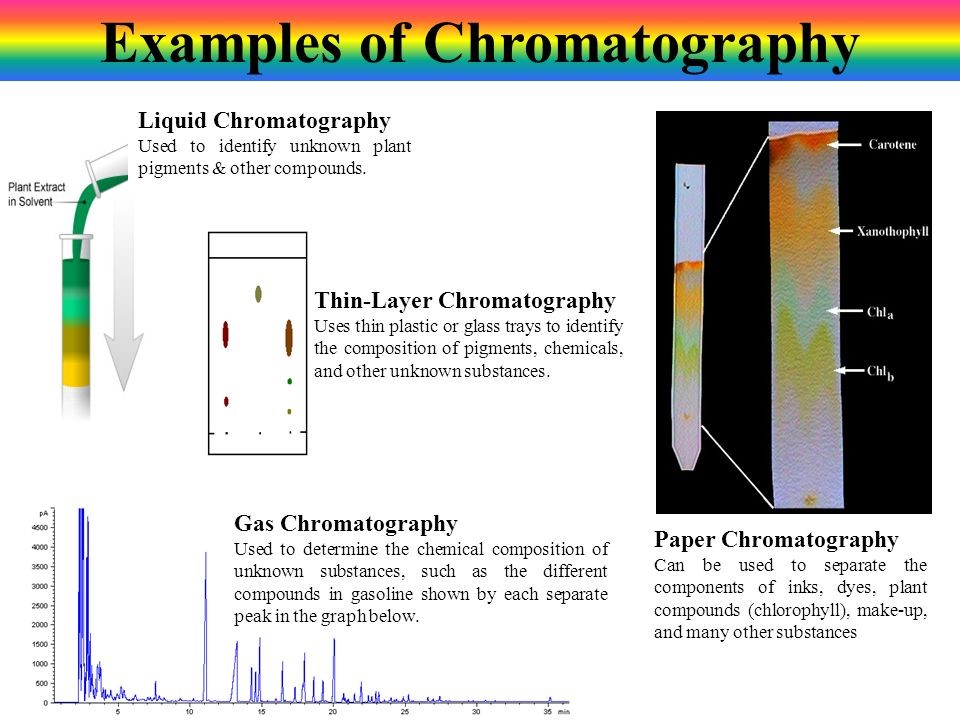 Examples of Chromatography
Liquid Chromatography
Used to identify unknown plant
pigments & other compounds.
Plant Extract
in Solvent
Thin-Layer Chromatography
Uses thin plastic or glass trays to identify
the composition of pigments, chemicals,
and other unknown substances.
Carotene
Xanothophyll
Chl a
Chl b
Gas Chromatography
Used to determine the chemical composition of
unknown substances, such as the different
compounds in gasoline shown by each separate
peak in the graph below.
pA
4500
4000
3500
3000
2500
2000
1500
1000
500
0
5
10
15
20
25
30
35
min
Paper Chromatography
Can be used to separate the
components of inks, dyes, plant
compounds (chlorophyll), make-up,
and many other substances